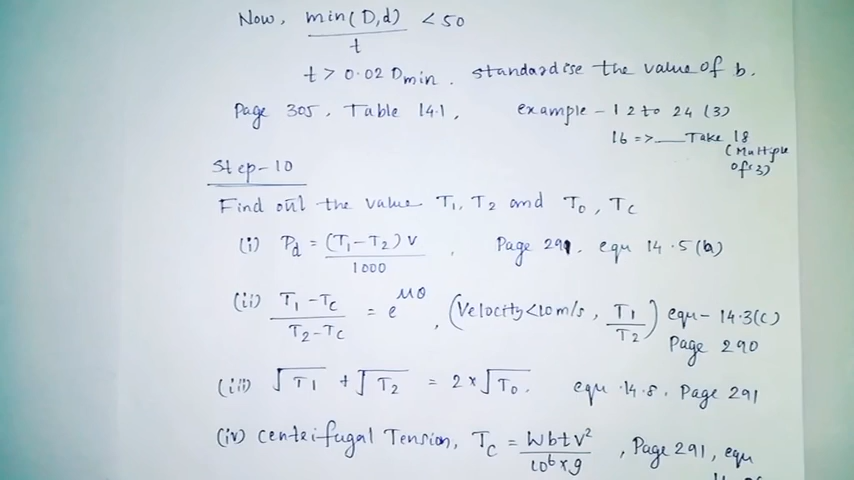 Now, min(D,d) / t < 50
t > 0.02 Dmin. standardise the value of b.
Page 305, Table 14.1, example - 12 to 24 (3)
16 => __ Take 18
(Multiple
of(3)
Step-10
Find out the value T1, T2 and T0, TC
(i) Pd = (T1-T2) v / 1000, Page 291. equ 14.5(b)
(ii) T1-TC / T2-TC = e^μθ, (Velocity<10m/s, T1/T2) equ- 14.3(C)
Page 290
(iii) √T1 + √T2 = 2 x √T0. equ 14.8. Page 291
(iv) centrifugal Tension, TC = Wbtv² / 10⁶ x g, Page 291, equ